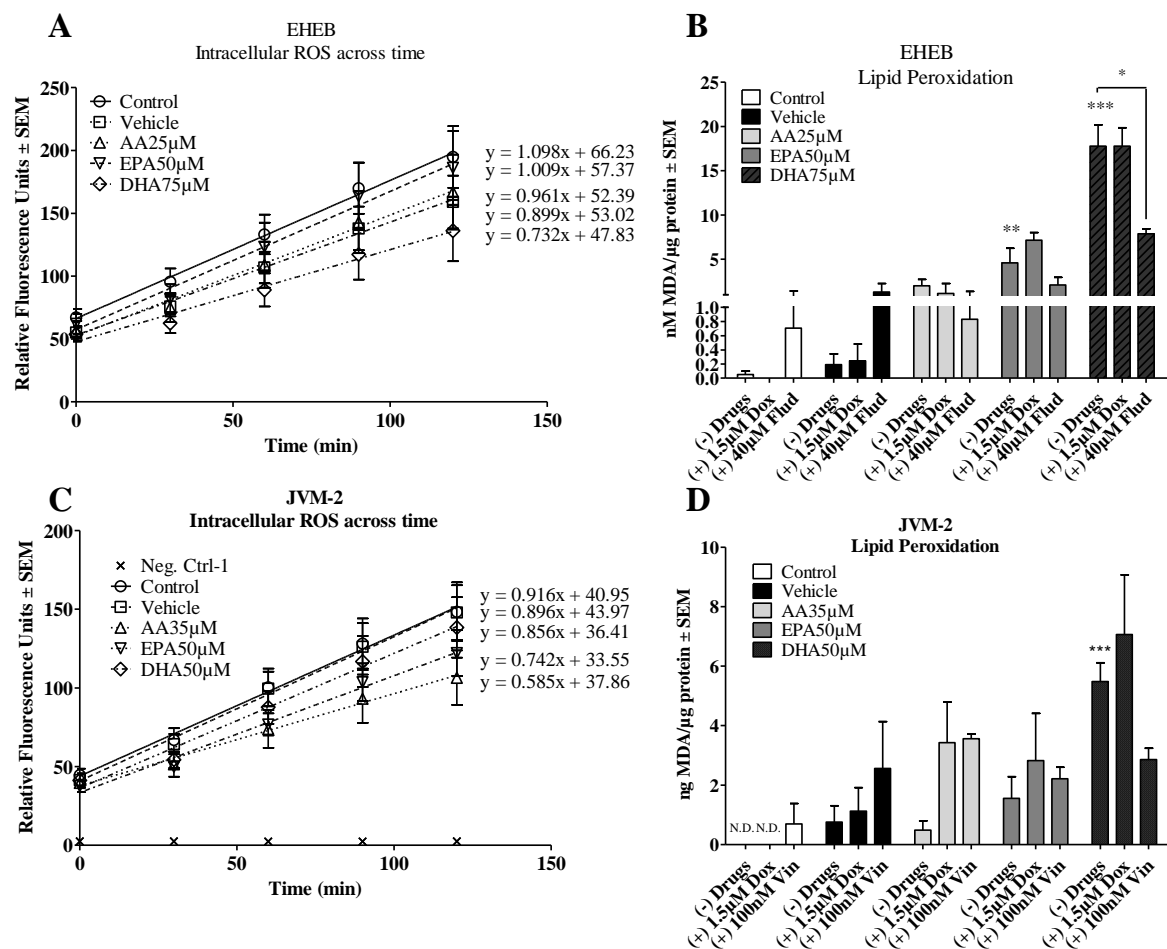 A
EHEB
Intracellular ROS across time
Relative Fluorescence Units ± SEM
250
200
150
100
50
0
Control
Vehicle
AA25µM
EPA50µM
DHA75µM
y = 1.098x + 66.23
y = 1.009x + 57.37
y = 0.961x + 52.39
y = 0.899x + 53.02
y = 0.732x + 47.83
0
50
100
150
Time (min)
B
EHEB
Lipid Peroxidation
nM MDA/µg protein ± SEM
25
20
15
10
5
1.0
0.8
0.6
0.4
0.2
0.0
Control
Vehicle
AA25µM
EPA50µM
DHA75µM
**
***
*
(-) Drugs
(+) 1.5µM Dox
(+) 40µM Flud
(-) Drugs
(+) 1.5µM Dox
(+) 40µM Flud
(-) Drugs
(+) 1.5µM Dox
(+) 40µM Flud
(-) Drugs
(+) 1.5µM Dox
(+) 40µM Flud
(-) Drugs
(+) 1.5µM Dox
(+) 40µM Flud
C
JVM-2
Intracellular ROS across time
Relative Fluorescence Units ± SEM
200
150
100
50
0
Neg. Ctrl-1
Control
Vehicle
AA35µM
EPA50µM
DHA50µM
y = 0.916x + 40.95
y = 0.896x + 43.97
y = 0.856x + 36.41
y = 0.742x + 33.55
y = 0.585x + 37.86
0
50
100
150
Time (min)
D
JVM-2
Lipid Peroxidation
ng MDA/µg protein ± SEM
10
8
6
4
2
0
Control
Vehicle
AA35µM
EPA50µM
DHA50µM
N.D. N.D.
***
(-) Drugs
(+) 1.5µM Dox
(+) 100nM Vin
(-) Drugs
(+) 1.5µM Dox
(+) 100nM Vin
(-) Drugs
(+) 1.5µM Dox
(+) 100nM Vin
(-) Drugs
(+) 1.5µM Dox
(+) 100nM Vin
(-) Drugs
(+) 1.5µM Dox
(+) 100nM Vin